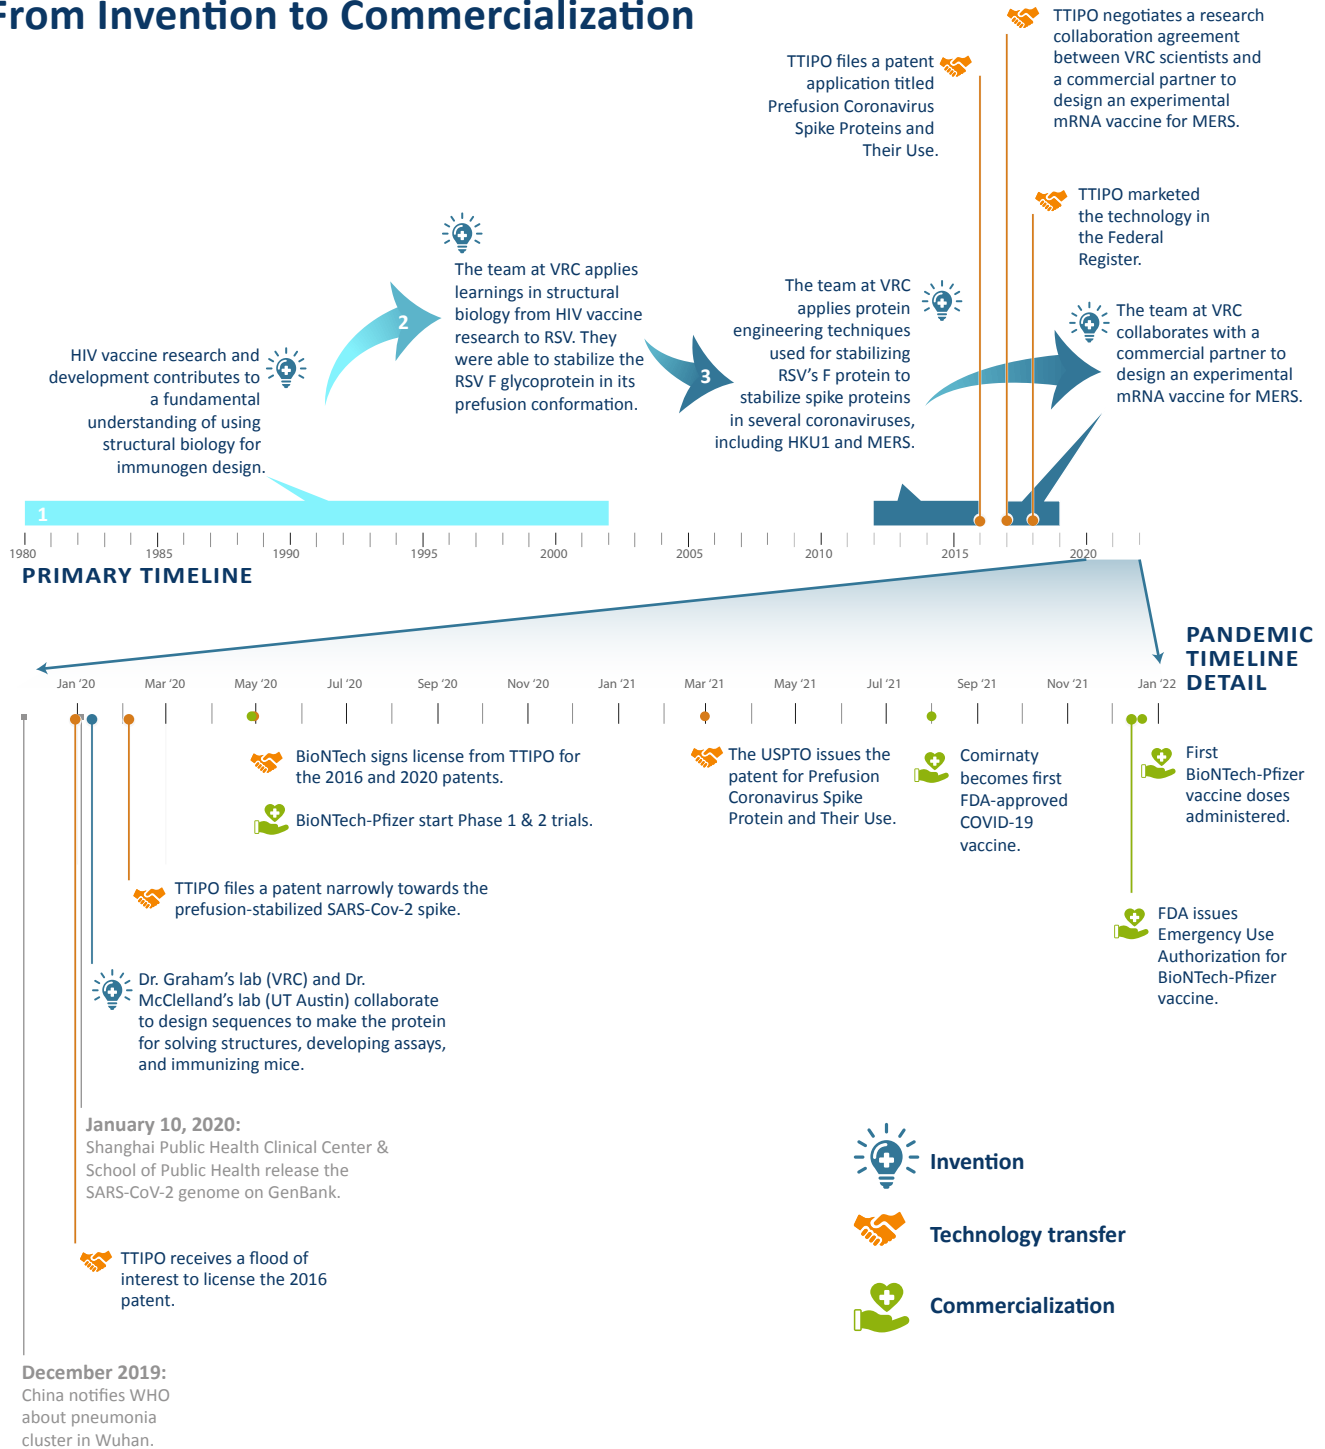 From Invention to Commercialization
TTIPO negotiates a research
collaboration agreement
between VRC scientists and
a commercial partner to
design an experimental
mRNA vaccine for MERS.
TTIPO files a patent
application titled
Prefusion Coronavirus
Spike Proteins and
Their Use.
TTIPO marketed
the technology in
the Federal
Register.
HIV vaccine research and
development contributes to
a fundamental
understanding of using
structural biology for
immunogen design.
2
The team at VRC applies
learnings in structural
biology from HIV vaccine
research to RSV. They
were able to stabilize the
RSV F glycoprotein in its
prefusion conformation.
3
The team at VRC
applies protein
engineering techniques
used for stabilizing
RSV’s F protein to
stabilize spike proteins
in several coronaviruses,
including HKU1 and MERS.
The team at VRC
collaborates with a
commercial partner to
design an experimental
mRNA vaccine for MERS.
1
1980 1985 1990 1995 2000 2005 2010 2015 2020
PRIMARY TIMELINE
PANDEMIC
TIMELINE
DETAIL
Jan ‘20 Mar ‘20 May ‘20 Jul ‘20 Sep ‘20 Nov ‘20 Jan ‘21 Mar ‘21 May ‘21 Jul ‘21 Sep ‘21 Nov ‘21 Jan ‘22
BioNTech signs license from TTIPO for
the 2016 and 2020 patents.
BioNTech-Pfizer start Phase 1 & 2 trials.
The USPTO issues the
patent for Prefusion
Coronavirus Spike
Protein and Their Use.
Comirnaty
becomes first
FDA-approved
COVID-19
vaccine.
First
BioNTech-Pfizer
vaccine doses
administered.
TTIPO files a patent narrowly towards the
prefusion-stabilized SARS-Cov-2 spike.
FDA issues
Emergency Use
Authorization for
BioNTech-Pfizer
vaccine.
Dr. Graham’s lab (VRC) and Dr.
McClelland’s lab (UT Austin) collaborate
to design sequences to make the protein
for solving structures, developing assays,
and immunizing mice.
January 10, 2020:
Shanghai Public Health Clinical Center &
School of Public Health release the
SARS-CoV-2 genome on GenBank.
TTIPO receives a flood of
interest to license the 2016
patent.
December 2019:
China notifies WHO
about pneumonia
cluster in Wuhan.
Invention
Technology transfer
Commercialization